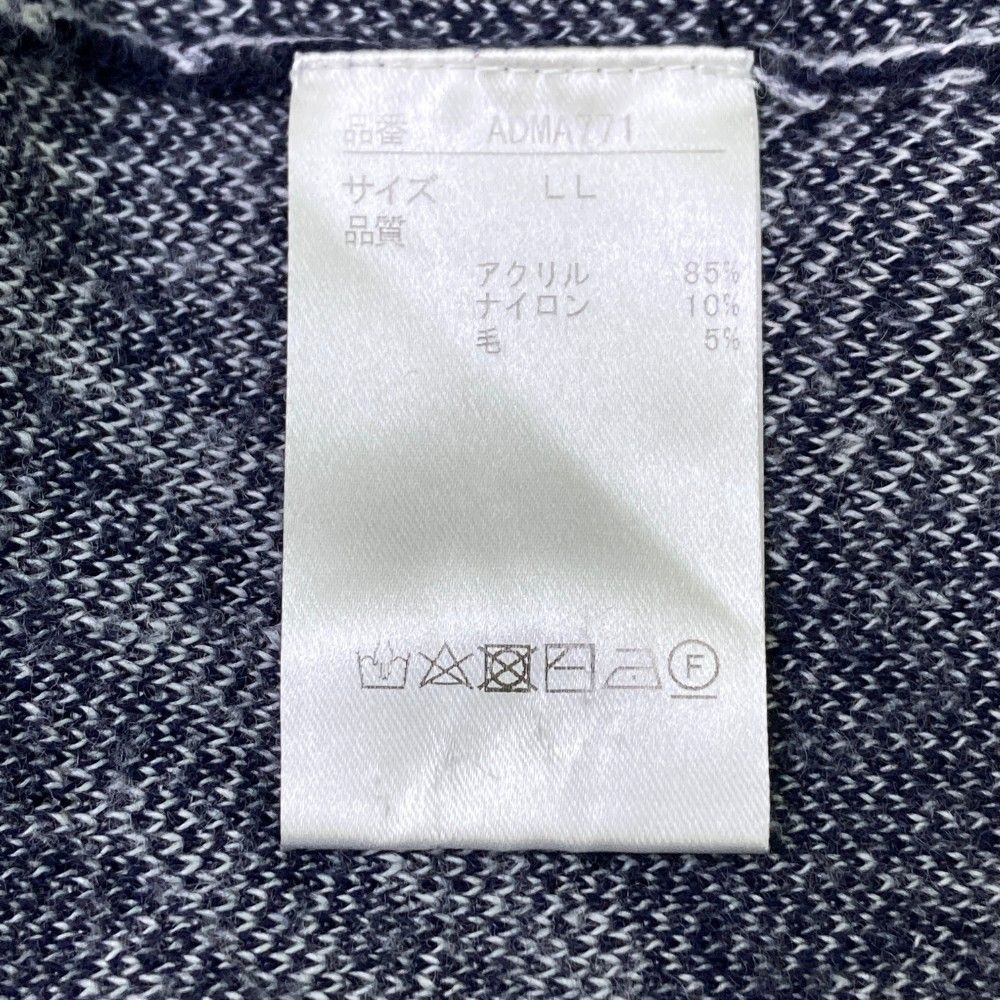 品番 ADMA771
サイズ LL
品質
アクリル 85%
ナイロン 10%
毛 5%
F